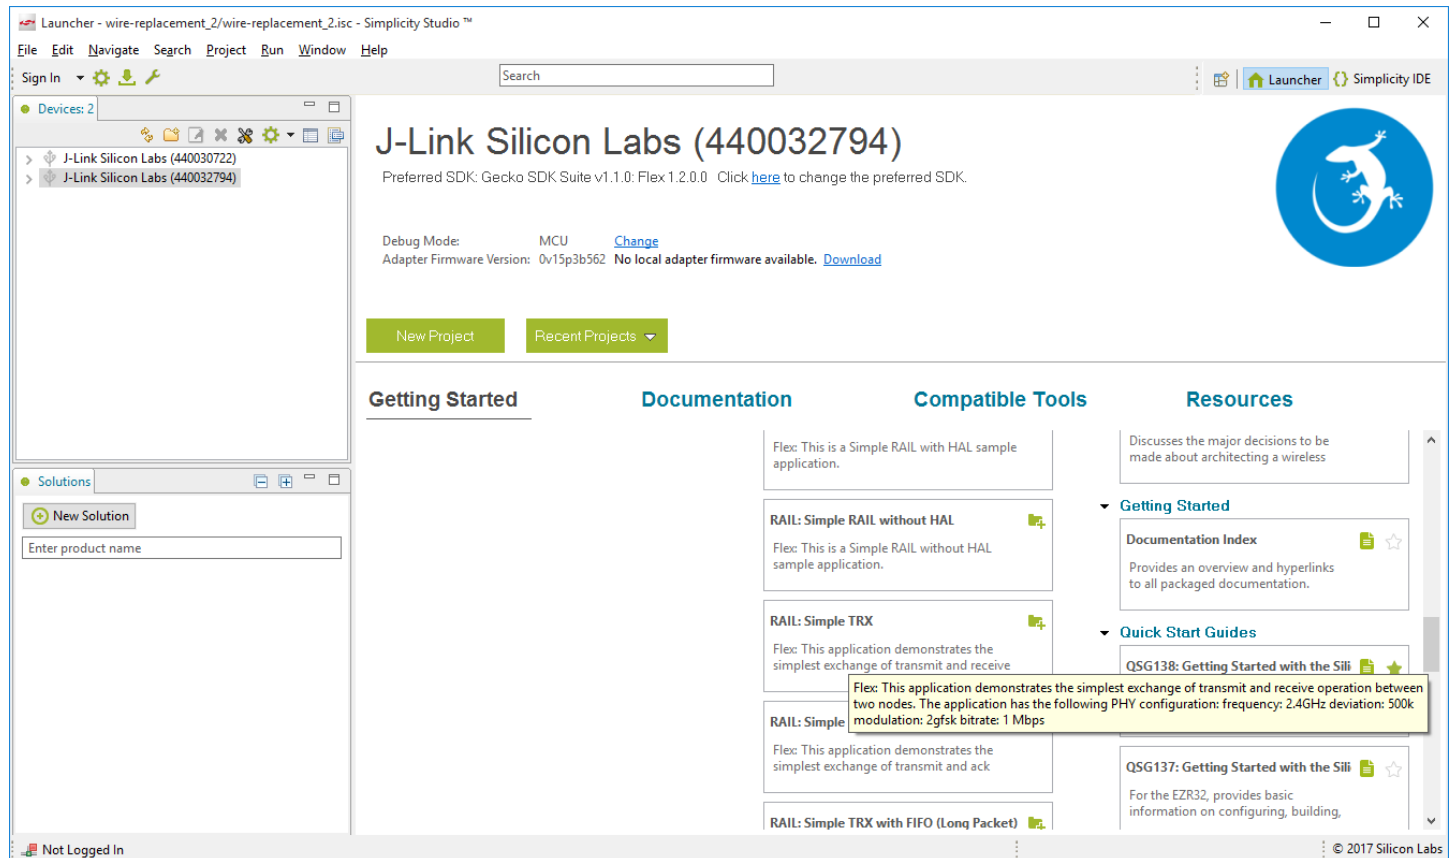 Launcher - wire-replacement_2/wire-replacement_2.isc - Simplicity Studio ™
File Edit Navigate Search Project Run Window Help
Sign In
Search
Launcher
Simplicity IDE
Devices: 2
J-Link Silicon Labs (440030722)
J-Link Silicon Labs (440032794)
Solutions
New Solution
Enter product name
J-Link Silicon Labs (440032794)
Preferred SDK: Gecko SDK Suite v1.1.0: Flex 1.2.0.0 Click here to change the preferred SDK.
Debug Mode: MCU Change
Adapter Firmware Version: 0v15p3b562 No local adapter firmware available. Download
New Project
Recent Projects
Getting Started
Documentation
Compatible Tools
Resources
Flex: This is a Simple RAIL with HAL sample
application.
RAIL: Simple RAIL without HAL
Flex: This is a Simple RAIL without HAL
sample application.
RAIL: Simple TRX
Flex: This application demonstrates the
simplest exchange of transmit and receive
Flex: This application demonstrates the simplest exchange of transmit and receive operation between
two nodes. The application has the following PHY configuration: frequency: 2.4GHz deviation: 500k
modulation: 2gfsk bitrate: 1 Mbps
RAIL: Simple
Flex: This application demonstrates the
simplest exchange of transmit and ack
RAIL: Simple TRX with FIFO (Long Packet)
Discusses the major decisions to be
made about architecting a wireless
Getting Started
Documentation Index
Provides an overview and hyperlinks
to all packaged documentation.
Quick Start Guides
QSG138: Getting Started with the Sili
QSG137: Getting Started with the Sili
For the EZR32, provides basic
information on configuring, building,
Not Logged In
© 2017 Silicon Labs